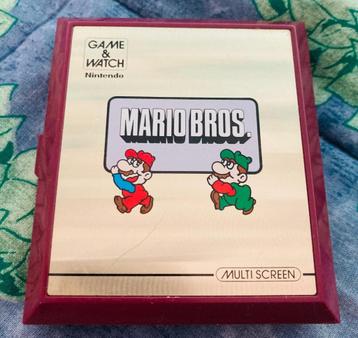 GAME
&
WATCH
Nintendo
MARIO BROS.
MULTI SCREEN